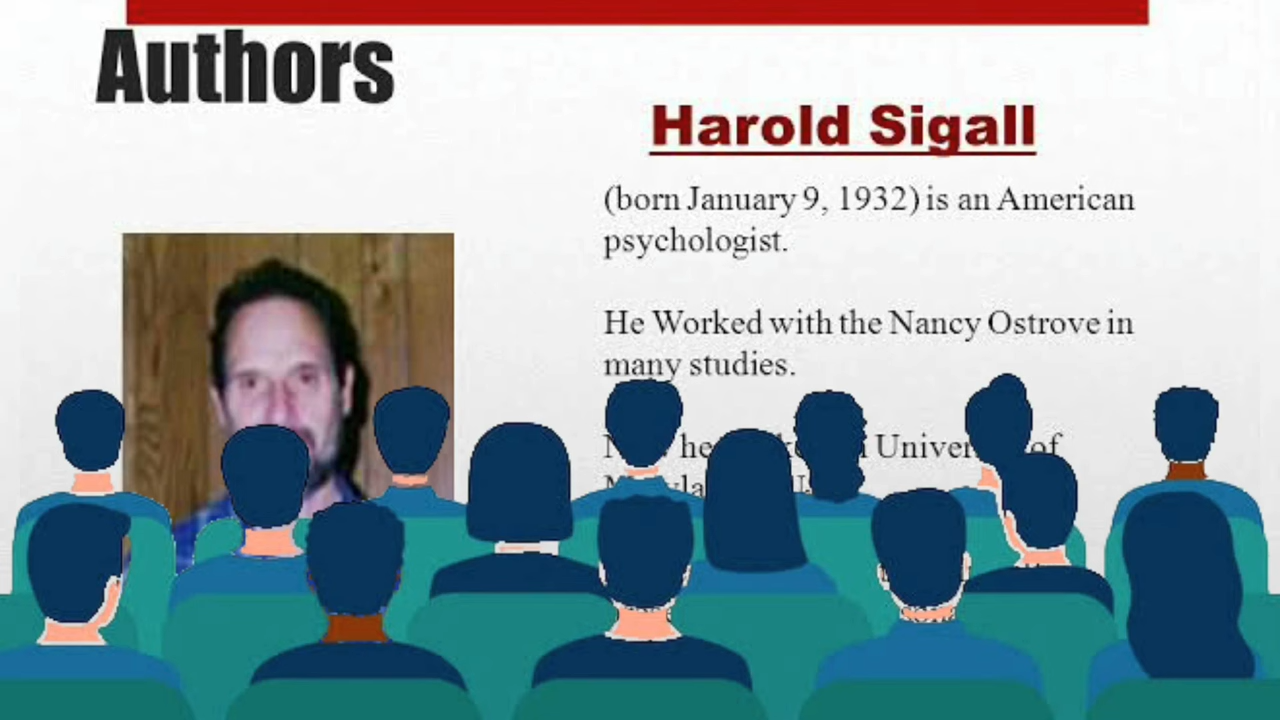 Authors
Harold Sigall
(born January 9, 1932) is an American
psychologist.
He Worked with the Nancy Ostrove in
many studies.
he
of